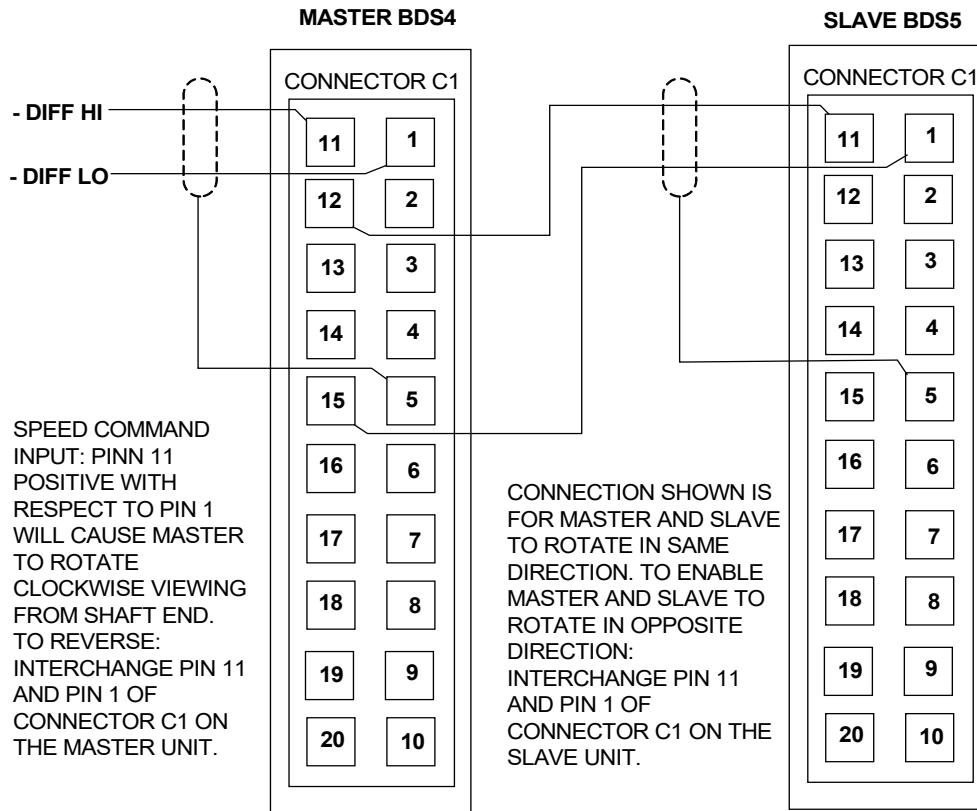 MASTER BDS4
SLAVE BDS5
CONNECTOR C1
CONNECTOR C1
- DIFF HI
- DIFF LO
11 1
12 2
13 3
14 4
15 5
16 6
17 7
18 8
19 9
20 10
11 1
12 2
13 3
14 4
15 5
16 6
17 7
18 8
19 9
20 10
SPEED COMMAND
INPUT: PINN 11
POSITIVE WITH
RESPECT TO PIN 1
WILL CAUSE MASTER
TO ROTATE
CLOCKWISE VIEWING
FROM SHAFT END.
TO REVERSE:
INTERCHANGE PIN 11
AND PIN 1 OF
CONNECTOR C1 ON
THE MASTER UNIT.
CONNECTION SHOWN IS
FOR MASTER AND SLAVE
TO ROTATE IN SAME
DIRECTION. TO ENABLE
MASTER AND SLAVE TO
ROTATE IN OPPOSITE
DIRECTION:
INTERCHANGE PIN 11
AND PIN 1 OF
CONNECTOR C1 ON THE
SLAVE UNIT.